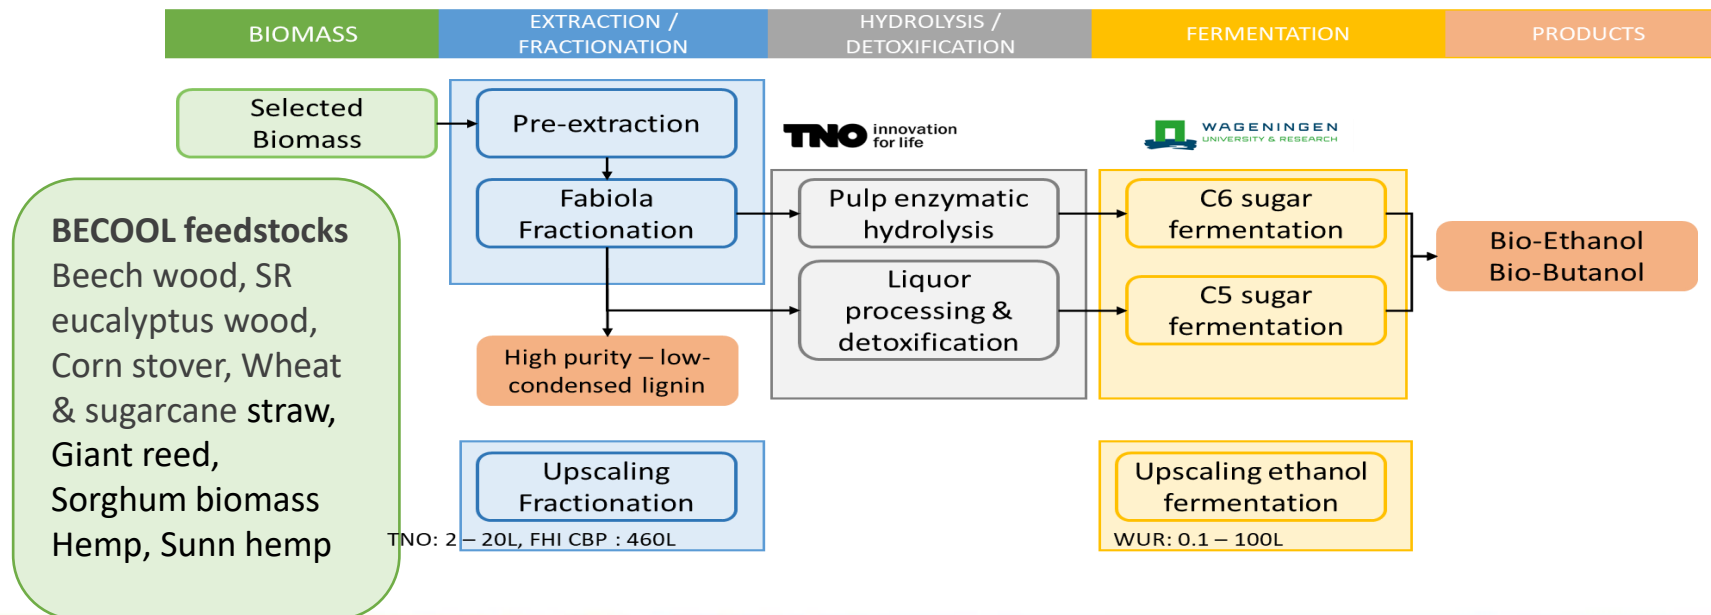 BIOMASS
EXTRACTION /
FRACTIONATION
HYDROLYSIS /
DETOXIFICATION
FERMENTATION
PRODUCTS
Selected
Biomass
Pre-extraction
TNO innovation
for life
WAGENINGEN
UNIVERSITY & RESEARCH
Fabiola
Fractionation
Pulp enzymatic
hydrolysis
C6 sugar
fermentation
Liquor
processing &
detoxification
C5 sugar
fermentation
Bio-Ethanol
Bio-Butanol
High purity – low-
condensed lignin
BECOOL feedstocks
Beech wood, SR
eucalyptus wood,
Corn stover, Wheat
& sugarcane straw,
Giant reed,
Sorghum biomass
Hemp, Sunn hemp
Upscaling
Fractionation
TNO: 2 – 20L, FHI CBP : 460L
Upscaling ethanol
fermentation
WUR: 0.1 – 100L